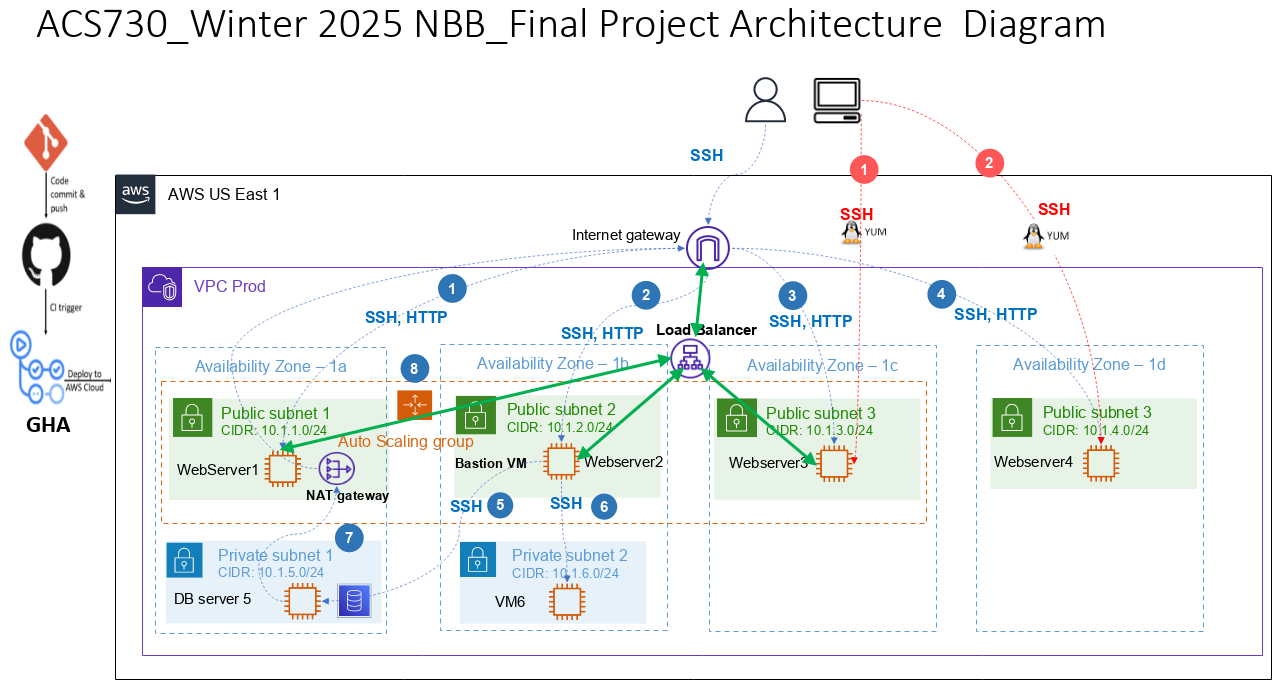 ACS730_Winter 2025 NBB_Final Project Architecture Diagram
Code
commit &
push
CI trigger
Deploy to
AWS Cloud
GHA
aws
AWS US East 1
SSH
1
2
SSH
YUM
SSH
YUM
Internet gateway
VPC Prod
1
2
3
4
SSH, HTTP
SSH, HTTP
SSH, HTTP
SSH, HTTP
Load Balancer
Availability Zone – 1a
8
Availability Zone – 1b
Availability Zone – 1c
Availability Zone – 1d
Public subnet 1
CIDR: 10.1.1.0/24
Auto Scaling group
WebServer1
NAT gateway
Public subnet 2
CIDR: 10.1.2.0/24
Bastion VM
Webserver2
Public subnet 3
CIDR: 10.1.3.0/24
Webserver3
Public subnet 3
CIDR: 10.1.4.0/24
Webserver4
SSH
5
SSH
6
7
Private subnet 1
CIDR: 10.1.5.0/24
DB server 5
Private subnet 2
CIDR: 10.1.6.0/24
VM6